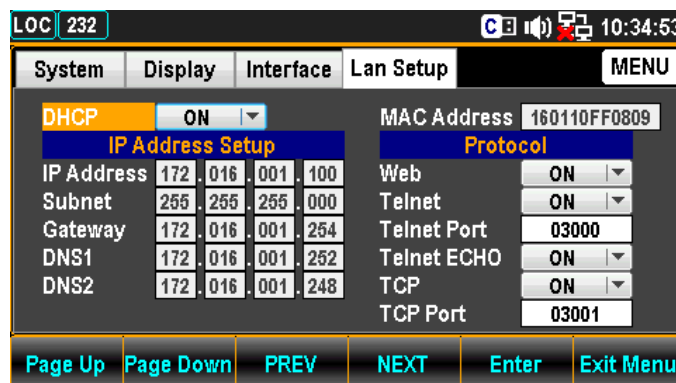 LOC 232 C 10:34:53
System Display Interface Lan Setup MENU
DHCP ON MAC Address 160110FF0809
IP Address Setup Protocol
IP Address 172 . 016 . 001 . 100 Web ON
Subnet 255 . 255 . 255 . 000 Telnet ON
Gateway 172 . 016 . 001 . 254 Telnet Port 03000
DNS1 172 . 016 . 001 . 252 Telnet ECHO ON
DNS2 172 . 016 . 001 . 248 TCP ON
TCP Port 03001
Page Up Page Down PREV NEXT Enter Exit Menu